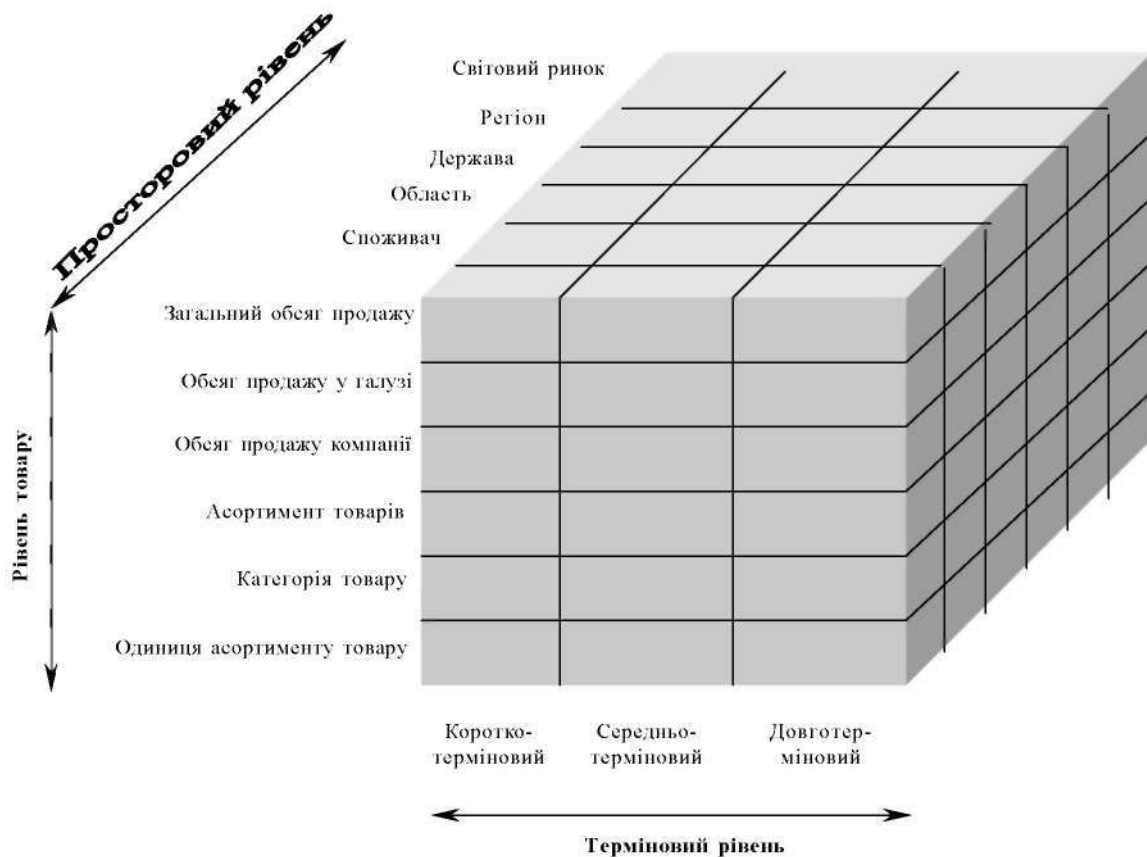 Просторовий рівень
Світовий ринок
Регіон
Держава
Область
Споживач
Загальний обсяг продажу
Обсяг продажу у галузі
Обсяг продажу компанії
Асортимент товарів
Категорія товару
Одиниця асортименту товару
Рівень товару
Коротко-
терміновий
Середньо-
терміновий
Довготер-
міновий
Терміновий рівень